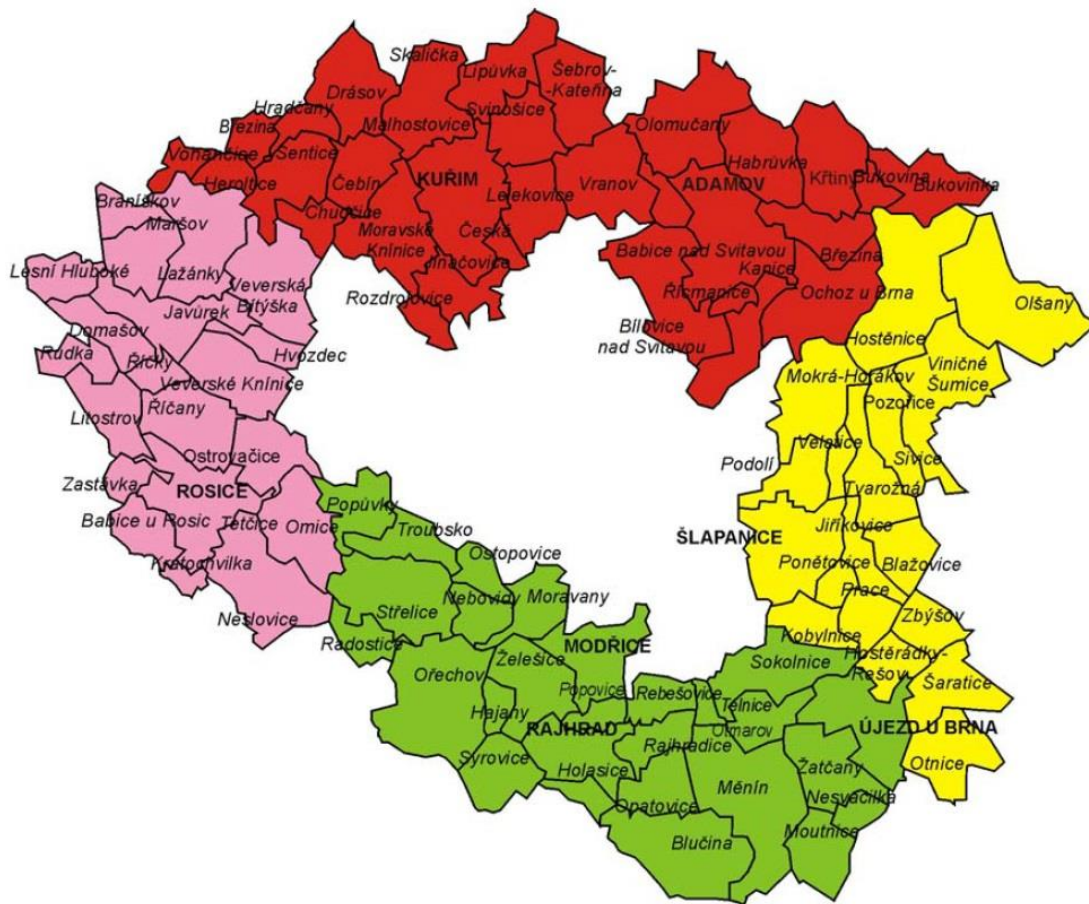 Skalička
Lipůvka
Šebrov-
-Kateřina
Drásov
Hradčany
Svinošice
Březina
Malhostovice
Olomučany
Vohančice
Sentice
Habrůvka
Heroltice
Čebín
KUŘIM
Lelekovice
Vranov
ADAMOV
Křtiny
Bukovina
Bukovinka
Braníškov
Maršov
Chudčice
Moravské
Knínice
Česká
Babice nad Svitavou
Březina
Lesní Hluboké
Lažánky
Veverská
Bítýška
Jinačovice
Kanice
Rozdrojovice
Řícmanice
Ochoz u Brna
Olšany
Javůrek
Domašov
Bílovice
nad Svitavou
Hostěnice
Rudka
Říčky
Hvozdec
Viničné
Šumice
Veverské Knínice
Mokrá-Horákov
Litostrov
Říčany
Pozořice
Ostrovačice
Velatice
Podolí
Sivice
Zastávka
ROSICE
Tvarožná
Babice u Rosic
Tetčice
Omice
Popůvky
Troubsko
ŠLAPANICE
Jiříkovice
Kratochvilka
Ostopovice
Ponětovice
Blažovice
Neslovice
Střelice
Nebovidy
Moravany
Prace
Zbýšov
Radostice
MODŘICE
Kobylnice
Hostěrádky-
Rešov
Ořechov
Želešice
Sokolnice
Popovice
Rebešovice
Telnice
Šaratice
Hajany
RAJHRAD
Otmarov
ÚJEZD U BRNA
Syrovice
Rajhradice
Holasice
Žatčany
Otnice
Opatovice
Měnín
Nesvačilka
Blučina
Moutnice